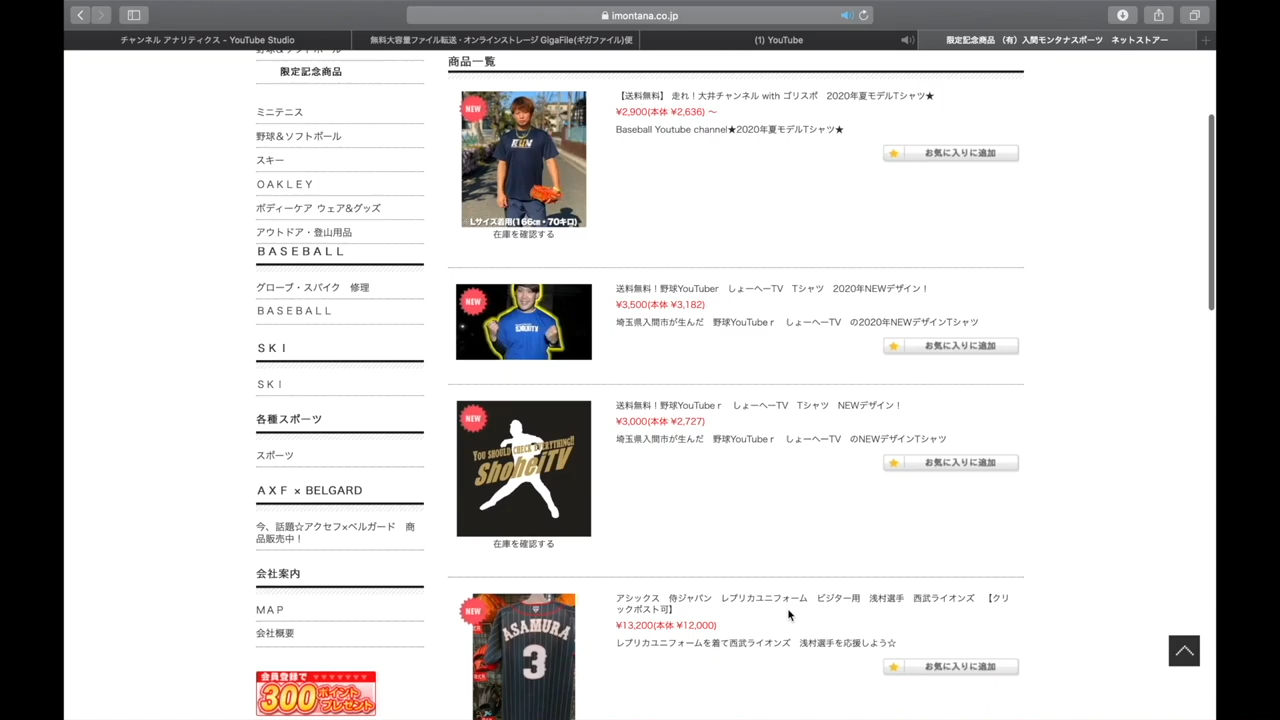 imontana.co.jp
チャンネル アナリティクス - YouTube Studio
無料大容量ファイル転送・オンラインストレージ GigaFile(ギガファイル)便
(1) YouTube
限定記念商品 （有）入間モンタナスポーツ　ネットストアー
野球＆ソフトボール
限定記念商品
ミニテニス
野球＆ソフトボール
スキー
ＯＡＫＬＥＹ
ボディーケア ウェア&グッズ
アウトドア・登山用品
ＢＡＳＥＢＡＬＬ
グローブ・スパイク　修理
ＢＡＳＥＢＡＬＬ
ＳＫＩ
ＳＫＩ
各種スポーツ
スポーツ
ＡＸＦ × BELGARD
今、話題☆アクセフ×ベルガード　商
品販売中！
会社案内
ＭＡＰ
会社概要
会員登録で
300ポイント
プレゼント
商品一覧
NEW
RUN
Lサイズ着用(166㎝・70キロ)
在庫を確認する
【送料無料】 走れ！大井チャンネル with ゴリスポ　2020年夏モデルTシャツ★
¥2,900(本体 ¥2,636) ～
Baseball Youtube channel★2020年夏モデルTシャツ★
お気に入りに追加
NEW
SHOHEITV
送料無料！野球YouTuber　しょーへーTV　Tシャツ　2020年NEWデザイン！
¥3,500(本体 ¥3,182)
埼玉県入間市が生んだ　野球YouTubeｒ　しょーへーTV　の2020年NEWデザインTシャツ
お気に入りに追加
NEW
YOU SHOULD CHECK EVERYTHING!!
ShoheiTV
在庫を確認する
送料無料！野球YouTubeｒ　しょーへーTV　Tシャツ　NEWデザイン！
¥3,000(本体 ¥2,727)
埼玉県入間市が生んだ　野球YouTubeｒ　しょーへーTV　のNEWデザインTシャツ
お気に入りに追加
NEW
ASAMURA
3
アシックス　侍ジャパン　レプリカユニフォーム　ビジター用　浅村選手　西武ライオンズ　【クリ
ックポスト可】
¥13,200(本体 ¥12,000)
レプリカユニフォームを着て西武ライオンズ　浅村選手を応援しよう☆
お気に入りに追加